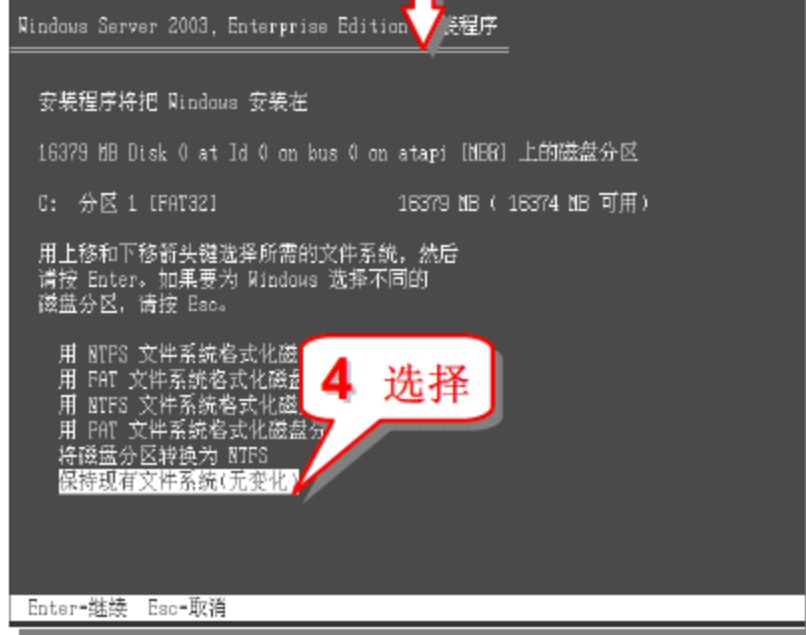 Windows Server 2003, Enterprise Edition 装程序
安装程序将把 Windows 安装在
16379 MB Disk 0 at Id 0 on bus 0 on atapi [MBR] 上的磁盘分区
C: 分区 1 [FAT32] 16379 MB ( 16374 MB 可用)
用上移和下移箭头键选择所需的文件系统，然后
请按 Enter。如果要为 Windows 选择不同的
磁盘分区，请按 Esc。
用 NTFS 文件系统格式化磁
用 FAT 文件系统格式化磁盘
用 NTFS 文件系统格式化磁
用 FAT 文件系统格式化磁盘分
将磁盘分区转换为 NTFS
保持现有文件系统(无变化)
4 选择
Enter=继续 Esc=取消